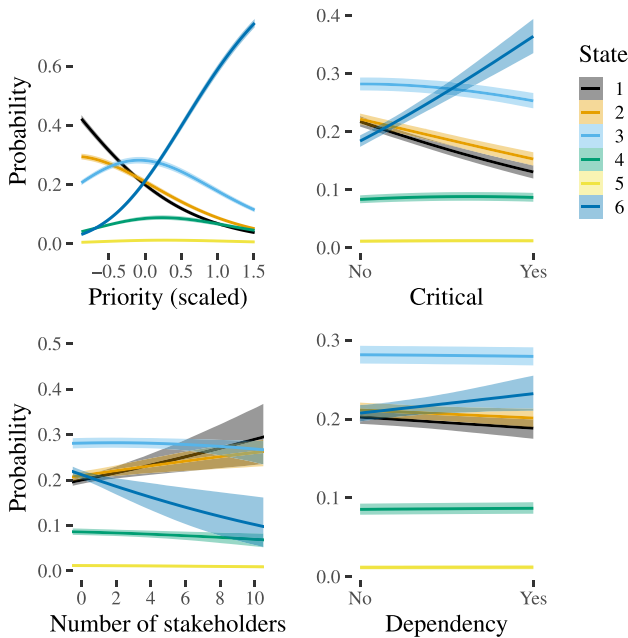 Probability
0.6
0.4
0.2
0.0
−0.5 0.0 0.5 1.0 1.5
Priority (scaled)
0.4
0.3
0.2
0.1
0.0
No Yes
Critical
State
1
2
3
4
5
6
Probability
0.5
0.4
0.3
0.2
0.1
0.0
0 2 4 6 8 10
Number of stakeholders
0.3
0.2
0.1
0.0
No Yes
Dependency